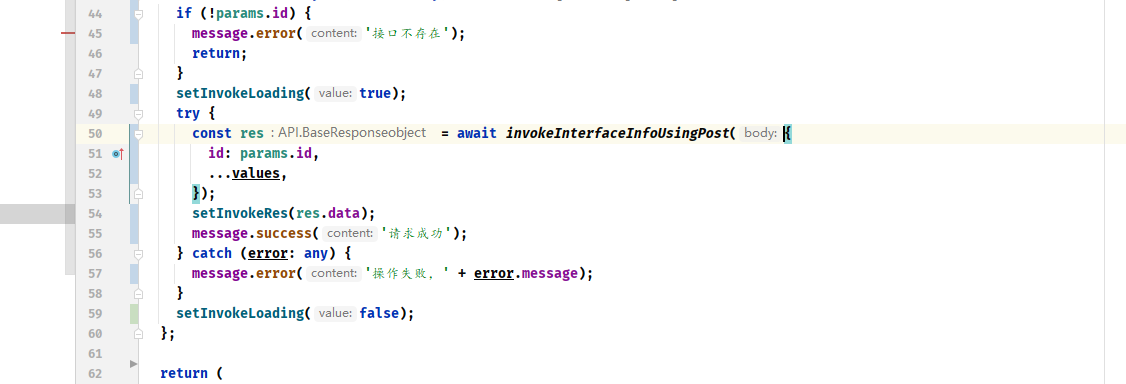 44 if (!params.id) {
45 message.error( content: '接口不存在');
46 return;
47 }
48 setInvokeLoading( value: true);
49 try {
50 const res : API.BaseResponseobject = await invokeInterfaceInfoUsingPost( body: {
51 id: params.id,
52 ...values,
53 });
54 setInvokeRes(res.data);
55 message.success( content: '请求成功');
56 } catch (error: any) {
57 message.error( content: '操作失败，' + error.message);
58 }
59 setInvokeLoading( value: false);
60 };
61
62 return (